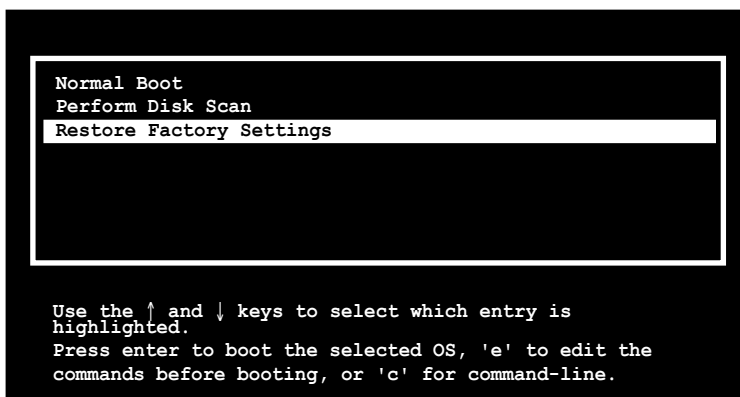 Normal Boot
Perform Disk Scan
Restore Factory Settings
Use the ↑ and ↓ keys to select which entry is
highlighted.
Press enter to boot the selected OS, 'e' to edit the
commands before booting, or 'c' for command-line.